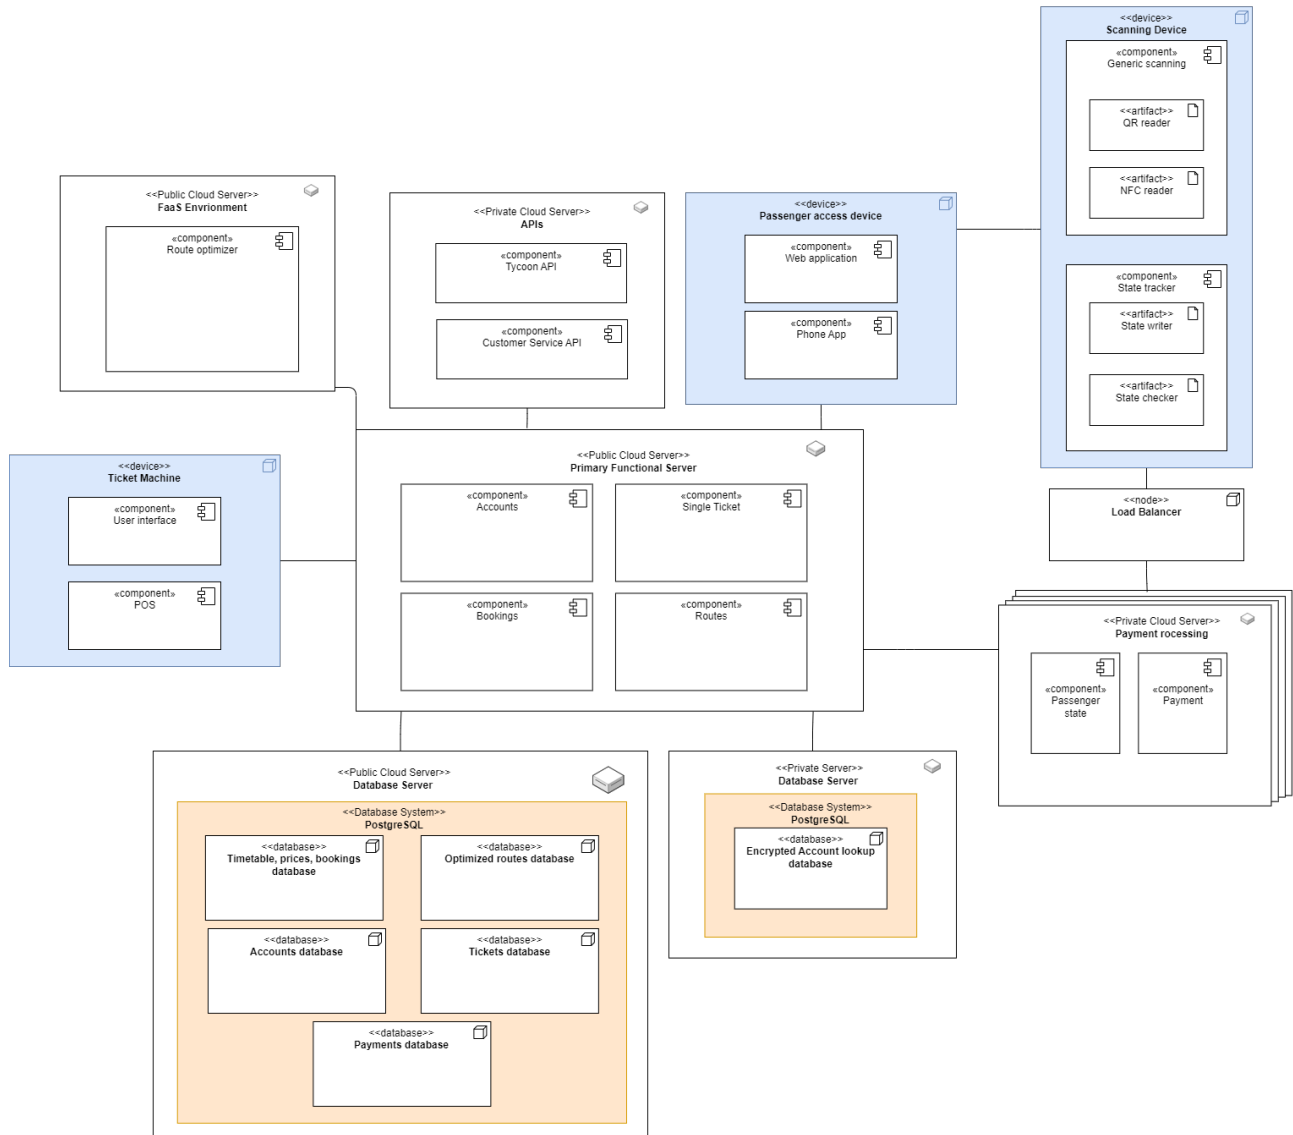 <<device>>
Scanning Device
«component»
Generic scanning
<<artifact>>
QR reader
<<artifact>>
NFC reader
«component»
State tracker
<<artifact>>
State writer
<<artifact>>
State checker
<<Public Cloud Server>>
FaaS Envrionment
«component»
Route optimizer
<<Private Cloud Server>>
APIs
«component»
Tycoon API
«component»
Customer Service API
<<device>>
Passenger access device
«component»
Web application
«component»
Phone App
<<device>>
Ticket Machine
«component»
User interface
«component»
POS
<<Public Cloud Server>>
Primary Functional Server
«component»
Accounts
«component»
Single Ticket
«component»
Bookings
«component»
Routes
<<node>>
Load Balancer
<<Private Cloud Server>>
Payment rocessing
«component»
Passenger
state
«component»
Payment
<<Public Cloud Server>>
Database Server
<<Database System>>
PostgreSQL
<<database>>
Timetable, prices, bookings
database
<<database>>
Optimized routes database
<<database>>
Accounts database
<<database>>
Tickets database
<<database>>
Payments database
<<Private Server>>
Database Server
<<Database System>>
PostgreSQL
<<database>>
Encrypted Account lookup
database